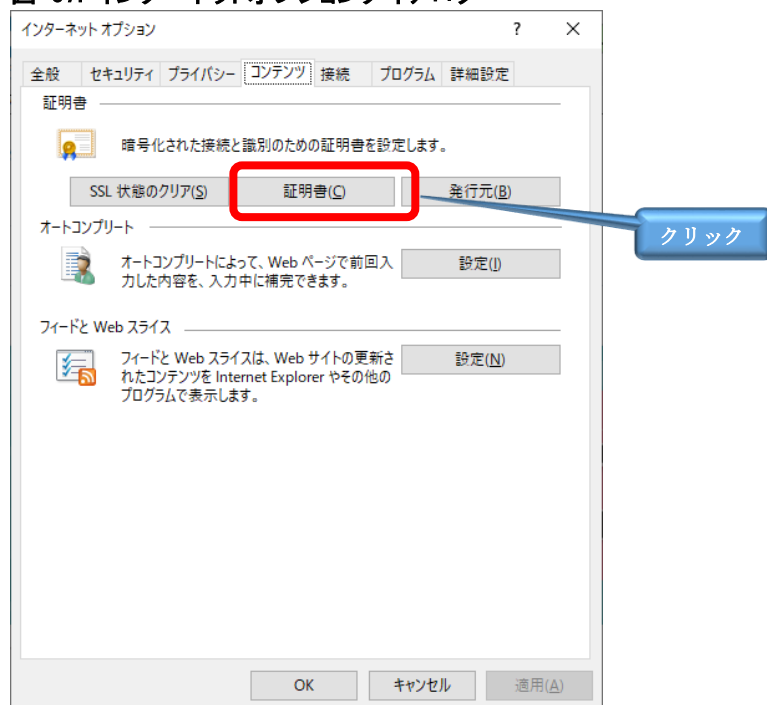 インターネット オプション ? ×
全般 セキュリティ プライバシー コンテンツ 接続 プログラム 詳細設定
証明書
暗号化された接続と識別のための証明書を設定します。
SSL 状態のクリア(S) 証明書(C) 発行元(B)
クリック
オートコンプリート
オートコンプリートによって、Web ページで前回入
力した内容を、入力中に補完できます。
設定(I)
フィードと Web スライス
フィードと Web スライスは、Web サイトの更新さ
れたコンテンツを Internet Explorer やその他の
プログラムで表示します。
設定(N)
OK キャンセル 適用(A)